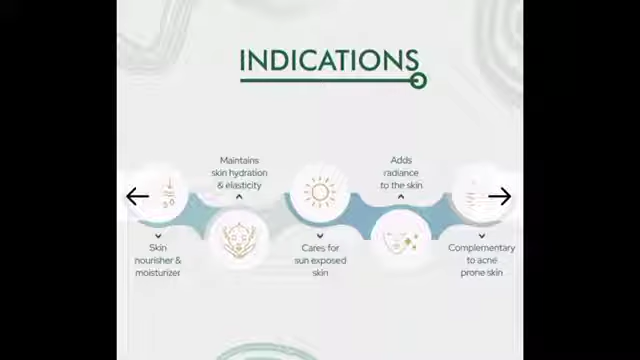 INDICATIONS
Maintains
skin hydration
& elasticity
Adds
radiance
to the skin
Skin
nourisher &
moisturizer
Cares for
sun exposed
skin
Complementary
to acne
prone skin